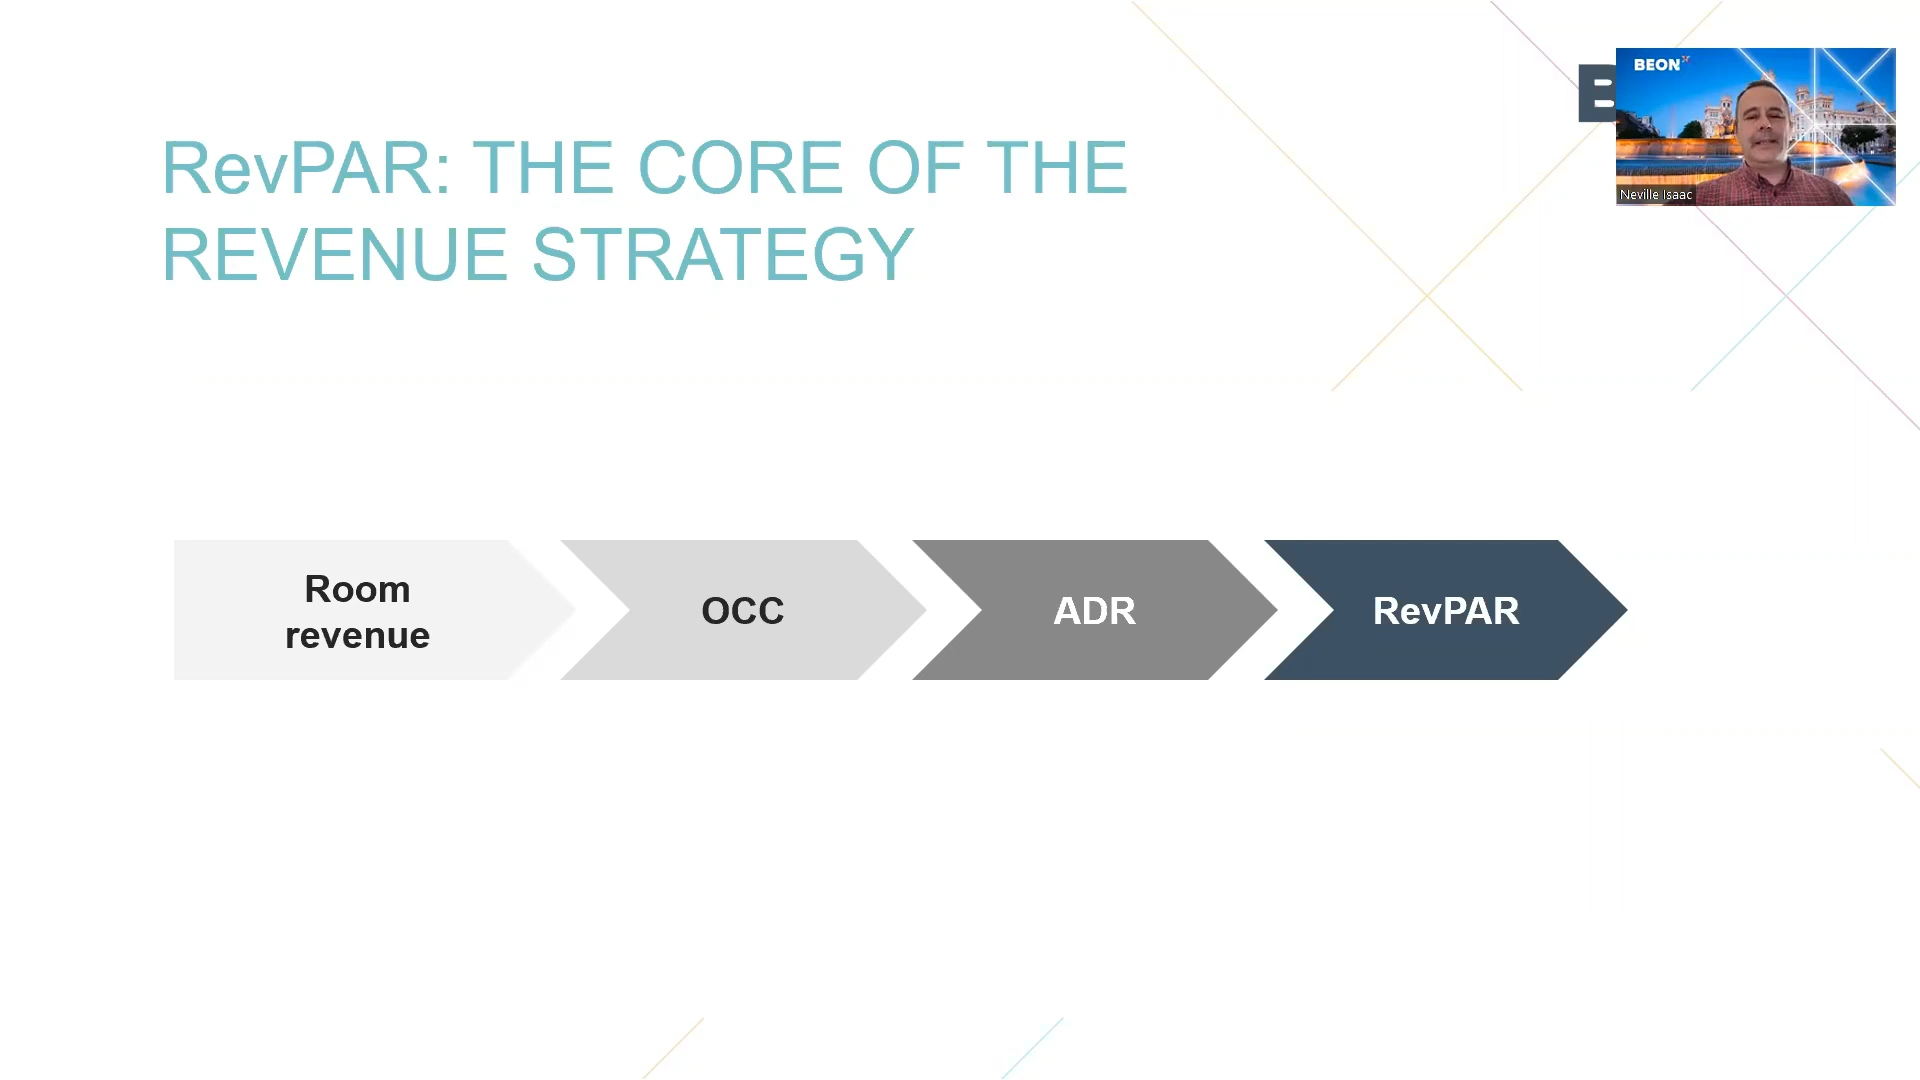 RevPAR: THE CORE OF THE
REVENUE STRATEGY
BEON
Neville Isaac
Room
revenue
OCC
ADR
RevPAR